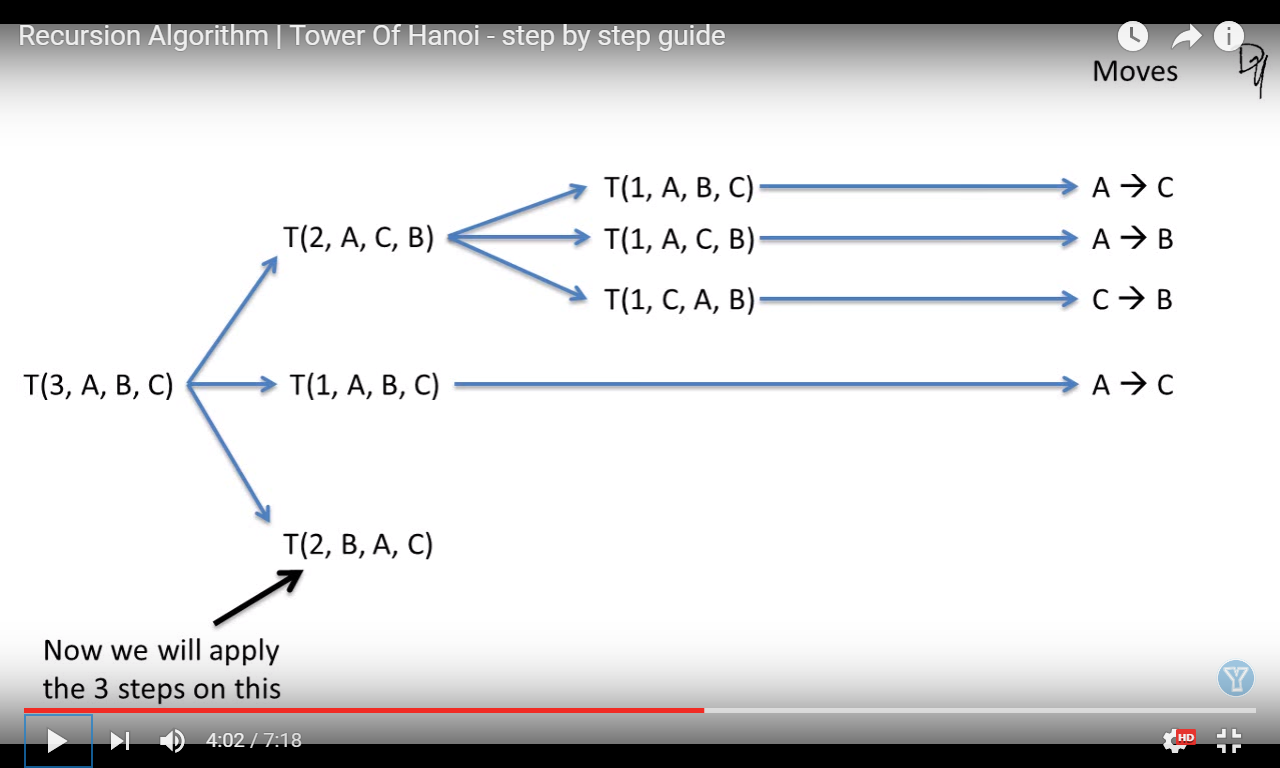 Recursion Algorithm | Tower Of Hanoi - step by step guide
Moves
T(1, A, B, C) A → C
T(2, A, C, B) T(1, A, C, B) A → B
T(1, C, A, B) C → B
T(3, A, B, C) T(1, A, B, C) A → C
T(2, B, A, C)
Now we will apply
the 3 steps on this
Y
4:02 / 7:18
HD